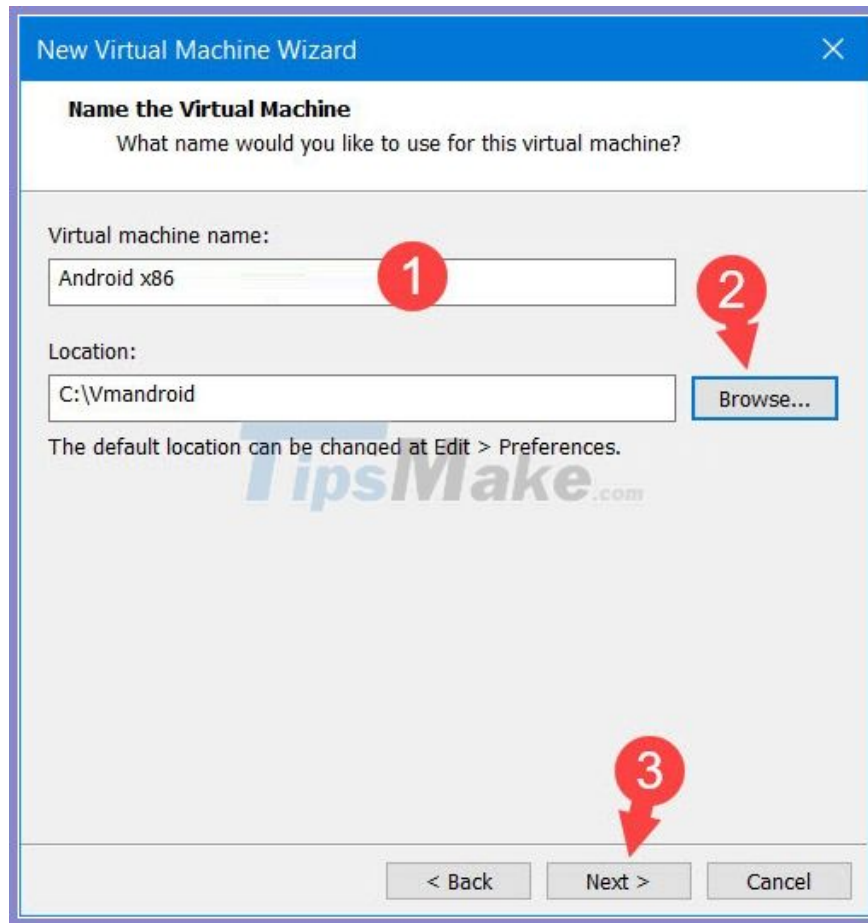 New Virtual Machine Wizard
Name the Virtual Machine
What name would you like to use for this virtual machine?
Virtual machine name:
Android x86
1
2
Location:
C:\Vmandroid
Browse...
The default location can be changed at Edit > Preferences.
TipsMake.com
3
< Back Next > Cancel